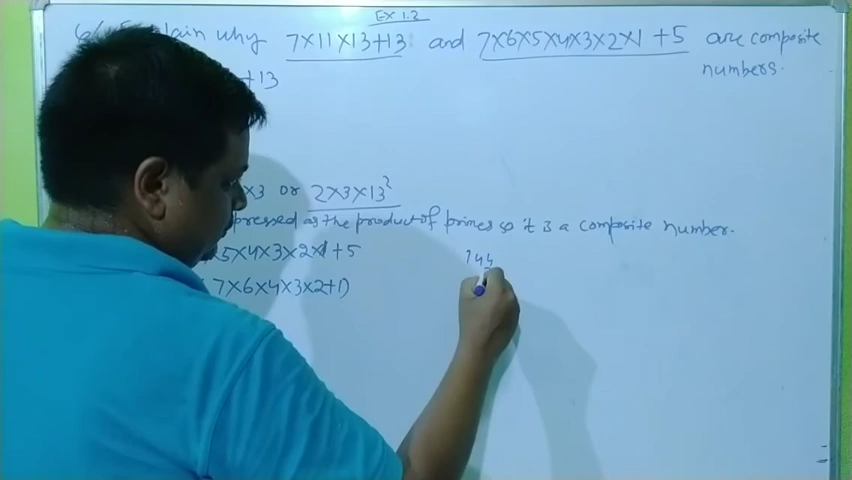 EX 1.2
why 7×11×13+13 and 7×6×5×4×3×2×1 +5 are composite
numbers.
+13
×3 or 2×3×13²
pressed as the product of primes so it is a composite number.
×5×4×3×2×1+5
144
7×6×4×3×2+1)